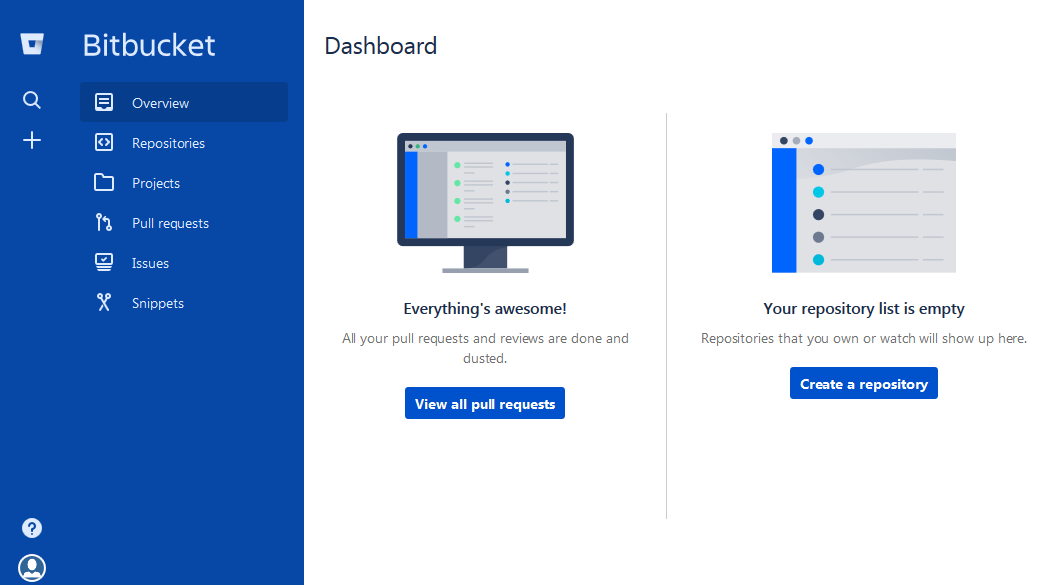 Bitbucket
Overview
Repositories
Projects
Pull requests
Issues
Snippets
?
Dashboard
Everything's awesome!
All your pull requests and reviews are done and
dusted.
View all pull requests
Your repository list is empty
Repositories that you own or watch will show up here.
Create a repository